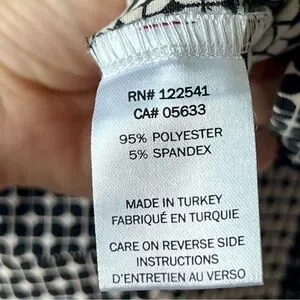 RN# 122541
CA# 05633
95% POLYESTER
5% SPANDEX
MADE IN TURKEY
FABRIQUÉ EN TURQUIE
CARE ON REVERSE SIDE
INSTRUCTIONS
D'ENTRETIEN AU VERSO